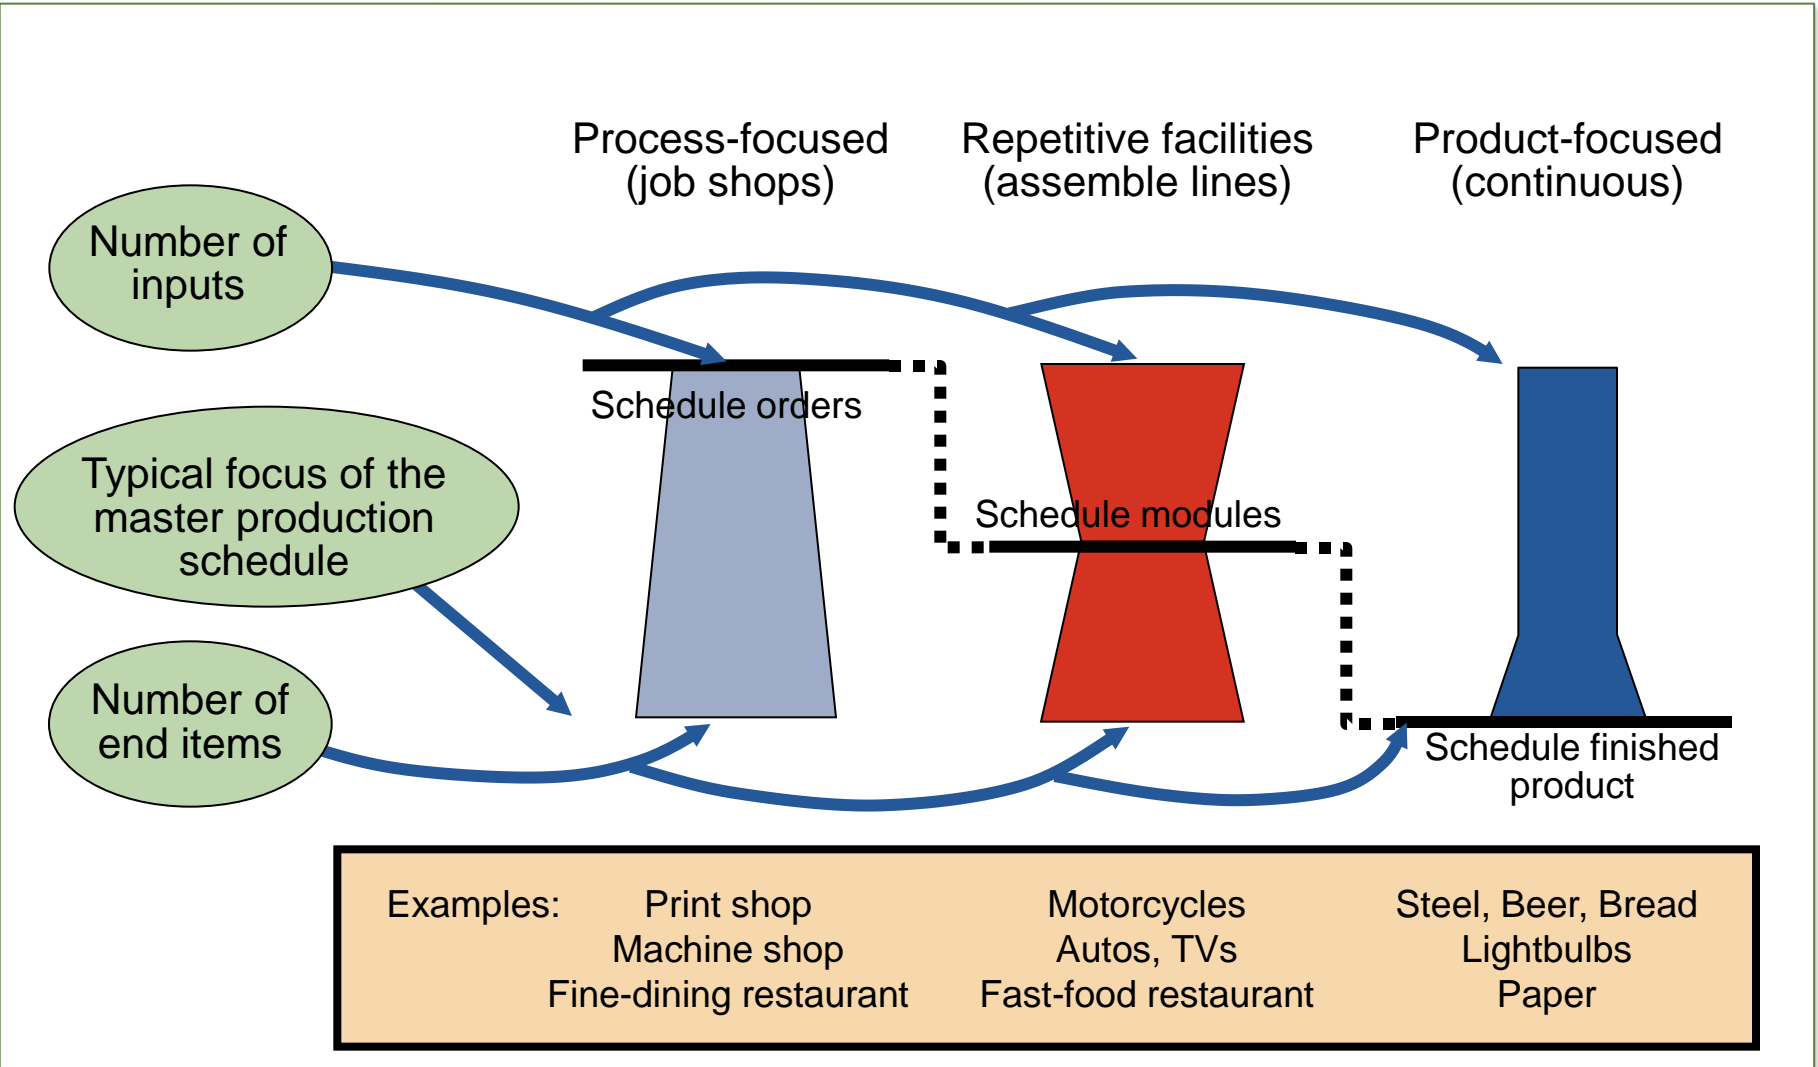 Process-focused
(job shops)
Repetitive facilities
(assemble lines)
Product-focused
(continuous)
Number of
inputs
Schedule orders
Typical focus of the
master production
schedule
Schedule modules
Number of
end items
Schedule finished
product
Examples:
Print shop
Machine shop
Fine-dining restaurant
Motorcycles
Autos, TVs
Fast-food restaurant
Steel, Beer, Bread
Lightbulbs
Paper